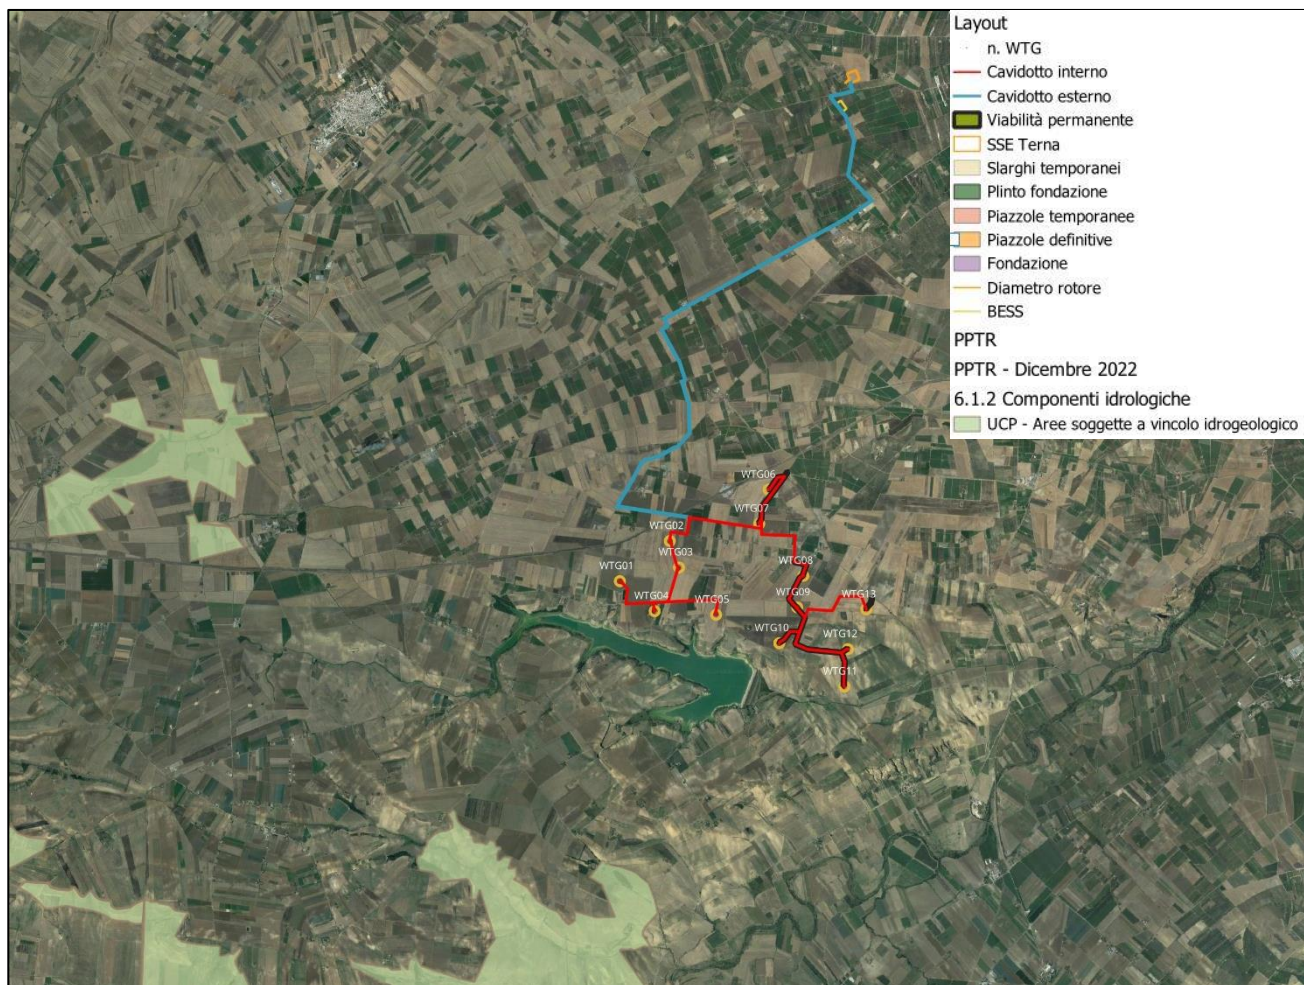 Layout
n. WTG
Cavidotto interno
Cavidotto esterno
Viabilità permanente
SSE Terna
Slarghi temporanei
Plinto fondazione
Piazzole temporanee
Piazzole definitive
Fondazione
Diametro rotore
BESS
PPTR
PPTR - Dicembre 2022
6.1.2 Componenti idrologiche
UCP - Aree soggette a vincolo idrogeologico
WTG06
WTG07
WTG02
WTG03
WTG01
WTG08
WTG04
WTG05
WTG09
WTG13
WTG10
WTG12
WTG11